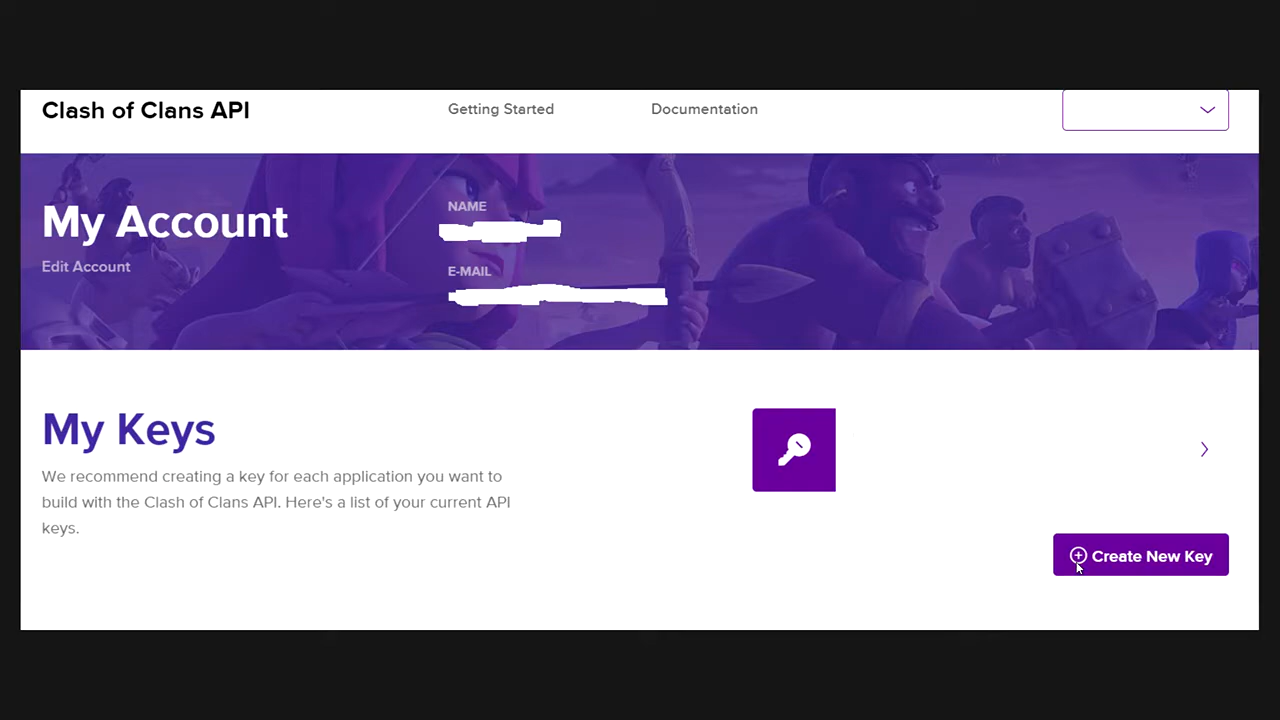 Clash of Clans API
Getting Started
Documentation
My Account
Edit Account
NAME
E-MAIL
My Keys
We recommend creating a key for each application you want to
build with the Clash of Clans API. Here's a list of your current API
keys.
Create New Key